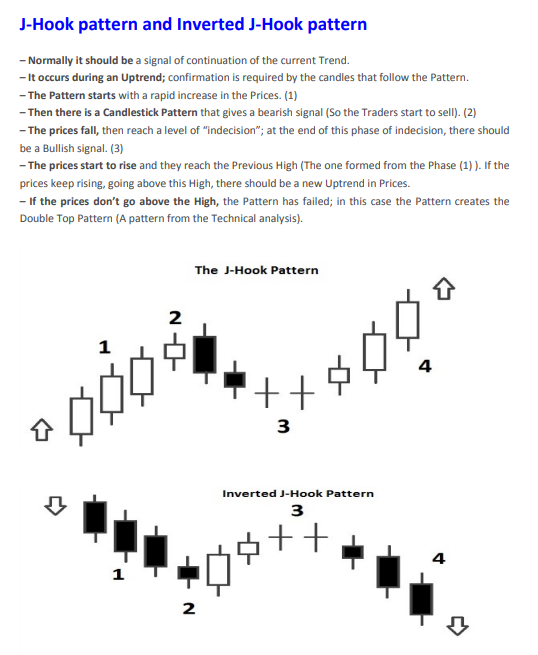 J-Hook pattern and Inverted J-Hook pattern
– Normally it should be a signal of continuation of the current Trend.
– It occurs during an Uptrend; confirmation is required by the candles that follow the Pattern.
– The Pattern starts with a rapid increase in the Prices. (1)
– Then there is a Candlestick Pattern that gives a bearish signal (So the Traders start to sell). (2)
– The prices fall, then reach a level of "indecision"; at the end of this phase of indecision, there should
be a Bullish signal. (3)
– The prices start to rise and they reach the Previous High (The one formed from the Phase (1) ). If the
prices keep rising, going above this High, there should be a new Uptrend in Prices.
– If the prices don't go above the High, the Pattern has failed; in this case the Pattern creates the
Double Top Pattern (A pattern from the Technical analysis).
The J-Hook Pattern
2
1
4
3
Inverted J-Hook Pattern
3
4
1
2